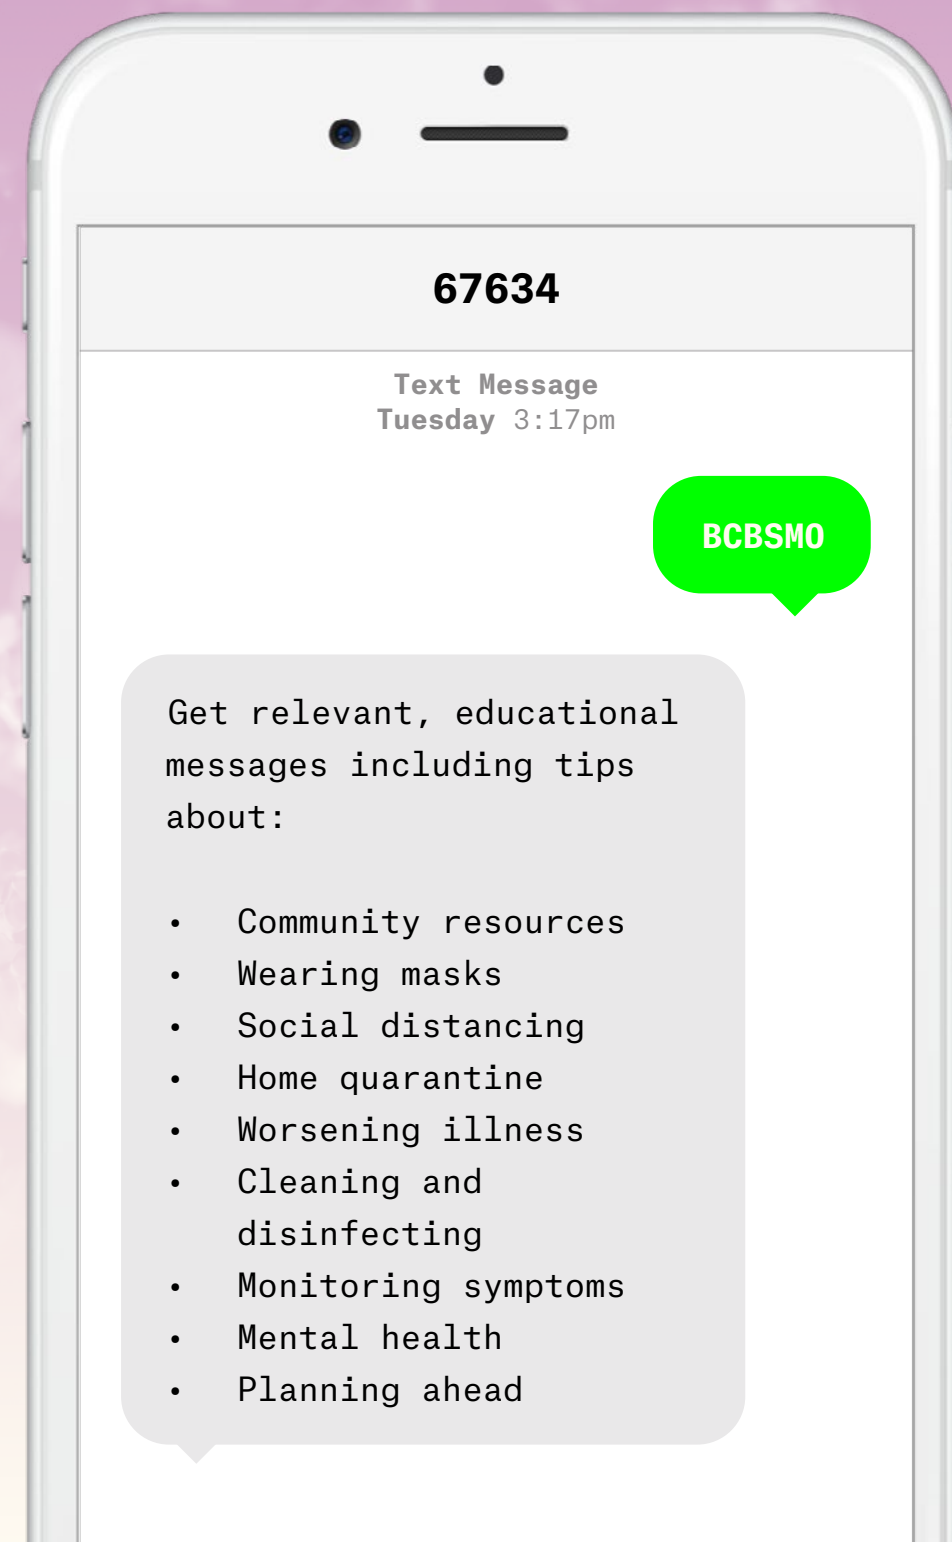 67634
Text Message
Tuesday 3:17pm
BCBSMO
Get relevant, educational
messages including tips
about:
• Community resources
• Wearing masks
• Social distancing
• Home quarantine
• Worsening illness
• Cleaning and
disinfecting
• Monitoring symptoms
• Mental health
• Planning ahead